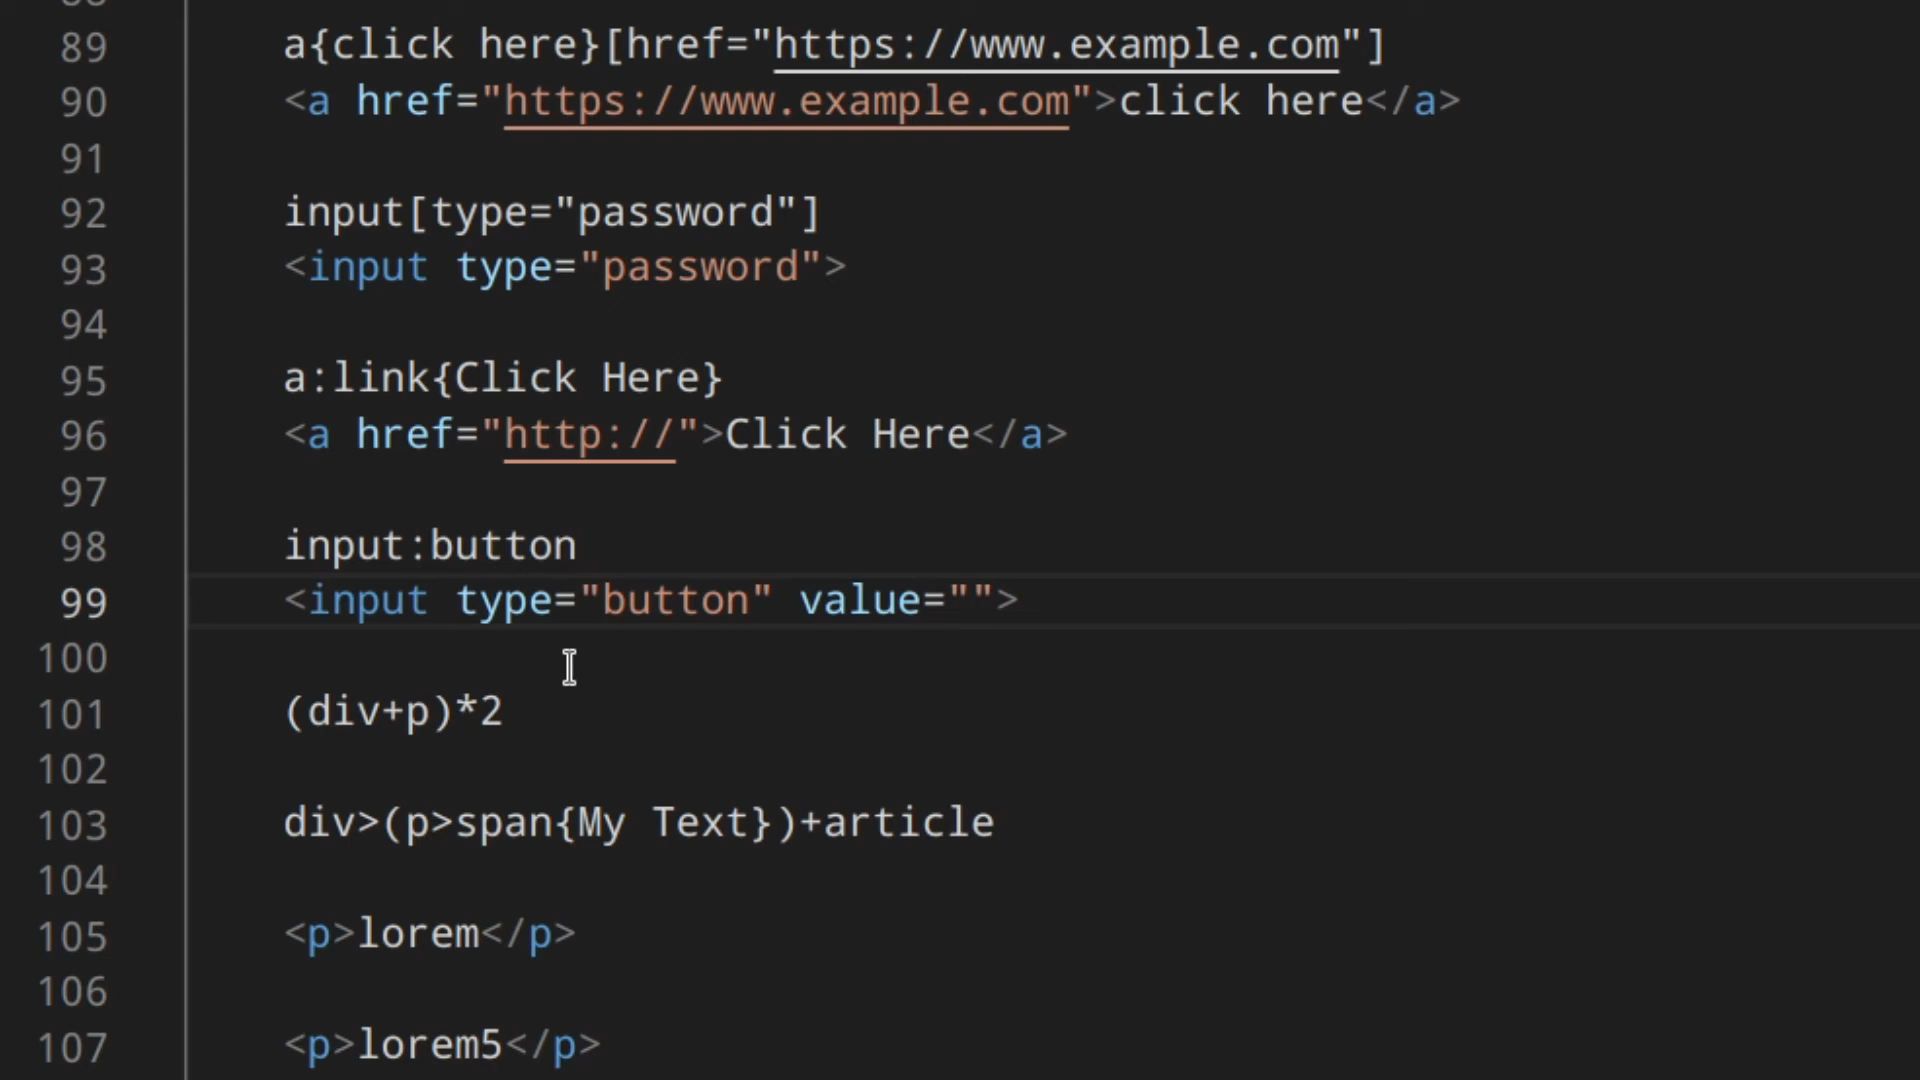 89 a{click here}[href="https://www.example.com"]
90 <a href="https://www.example.com">click here</a>
91
92 input[type="password"]
93 <input type="password">
94
95 a:link{Click Here}
96 <a href="http://">Click Here</a>
97
98 input:button
99 <input type="button" value="">
100
101 (div+p)*2
102
103 div>(p>span{My Text})+article
104
105 <p>lorem</p>
106
107 <p>lorem5</p>